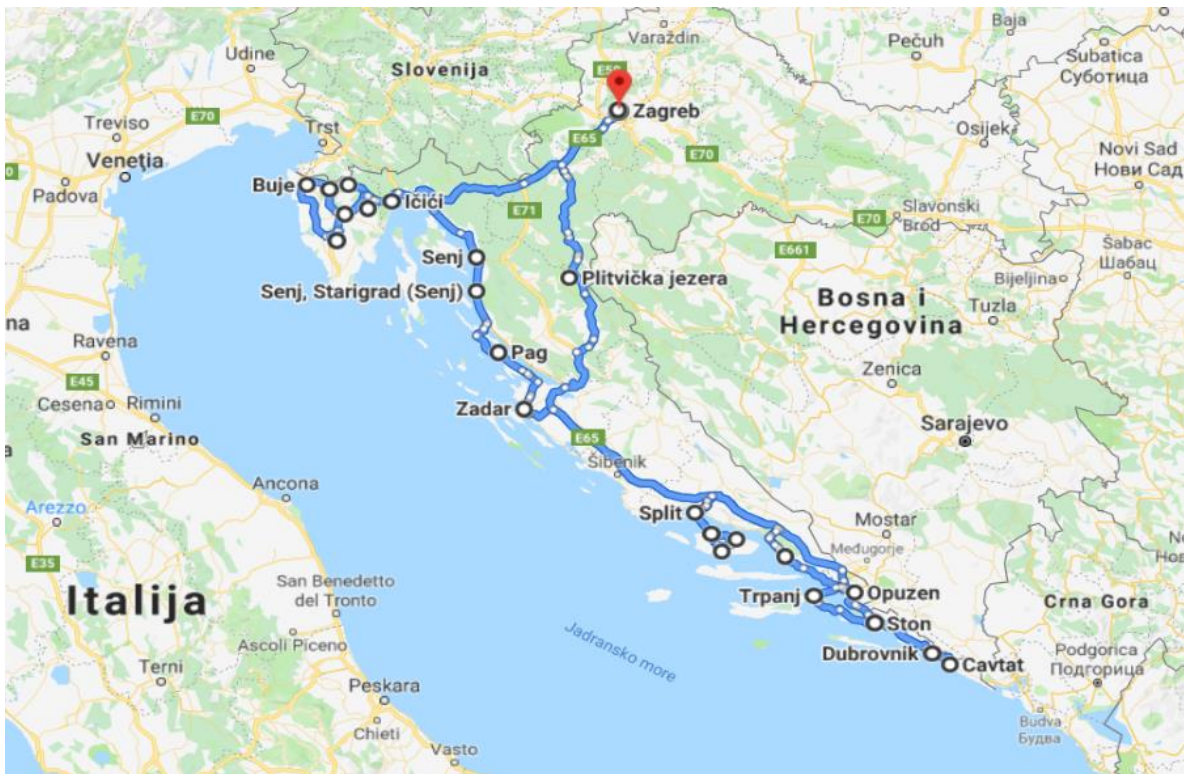 Varaždin
Pečuh
Baja
Udine
Slovenija
E59
Subatica
Суботица
Treviso
E70
Trst
Zagreb
E65
Osijek
Venetia
Padova
E70
Novi Sad
Нови Сад
Buje
Ičići
E71
Slavonski
Brod
E70
Šabac
Шабац
Senj
E661
Bijeljina
Senj, Starigrad (Senj)
Plitvička jezera
Tuzla
na
Ravena
Bosna i
Hercegovina
Pag
Zenica
E45
Cesena
Rimini
Zadar
Sarajevo
San Marino
E65
Šibenik
Ancona
Arezzo
Split
Mostar
E35
Međugorje
San Benedetto
del Tronto
Opuzen
Italija
Trpanj
Crna Gora
Ston
Ascoli Piceno
Jadransko more
Dubrovnik
Podgorica
Подгорица
Terni
Cavtat
Peskara
Budva
Будва
Chieti
Vasto